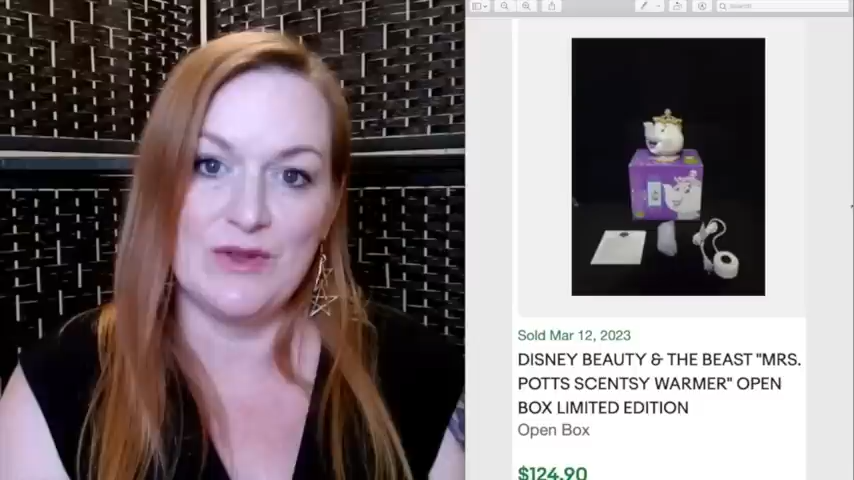 Sold Mar 12, 2023
DISNEY BEAUTY & THE BEAST "MRS.
POTTS SCENTSY WARMER" OPEN
BOX LIMITED EDITION
Open Box
$124.90